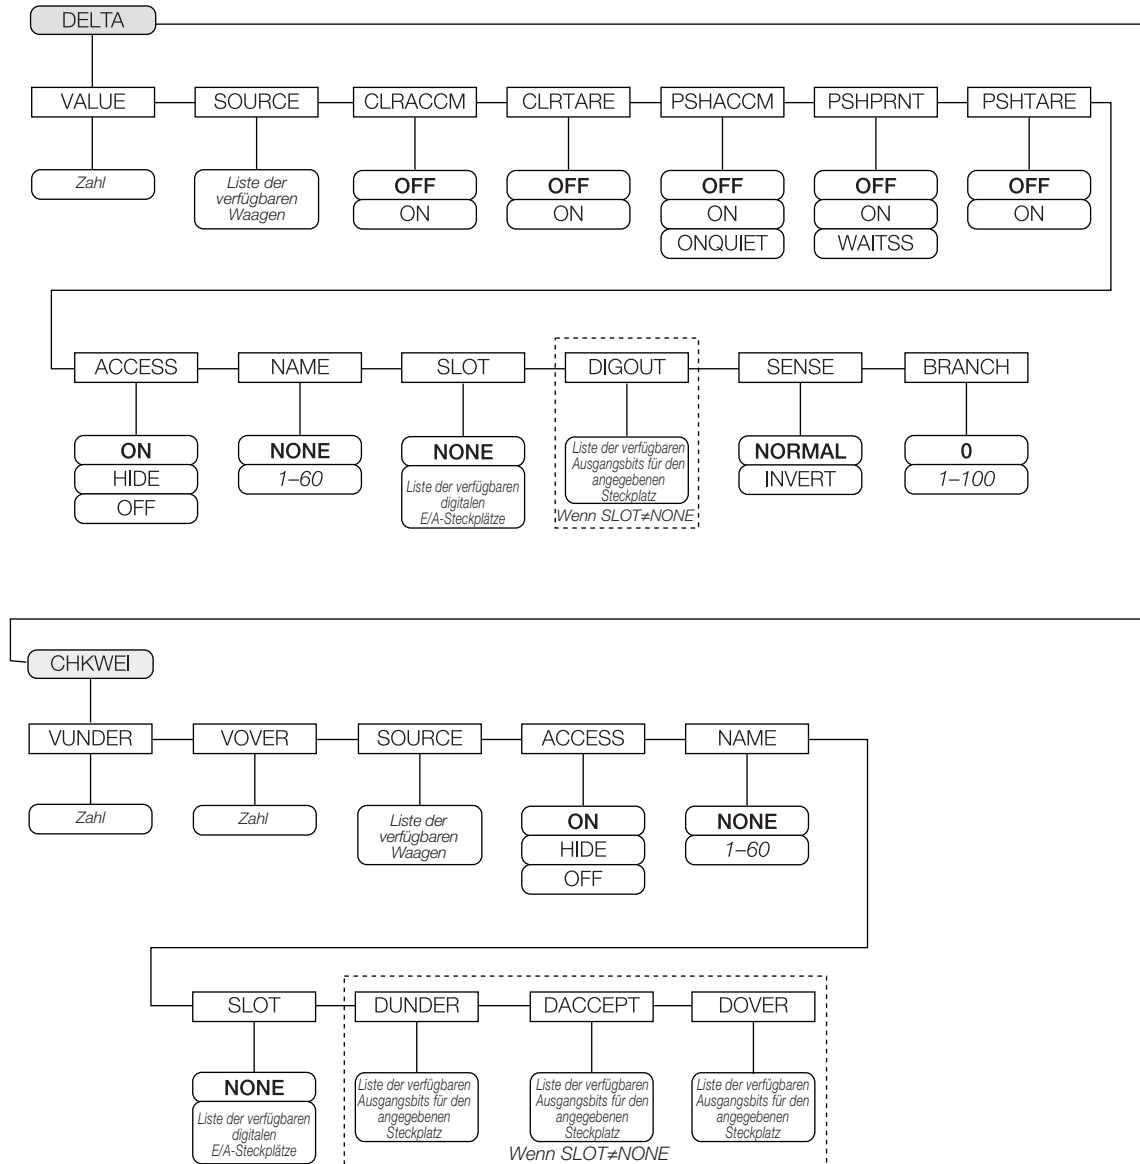 DELTA
VALUE SOURCE CLRACCM CLRTARE PSHACCM PSHPRNT PSHTARE
Zahl
Liste der
verfügbaren
Waagen
OFF
ON
OFF
ON
OFF
ON
ONQUIET
OFF
ON
WAITSS
OFF
ON
ACCESS NAME SLOT DIGOUT SENSE BRANCH
ON
HIDE
OFF
NONE
1–60
NONE
Liste der verfügbaren
digitalen
E/A-Steckplätze
Liste der verfügbaren
Ausgangsbits für den
angegebenen
Steckplatz
Wenn SLOT≠NONE
NORMAL
INVERT
0
1–100
CHKWEI
VUNDER VOVER SOURCE ACCESS NAME
Zahl
Zahl
Liste der
verfügbaren
Waagen
ON
HIDE
OFF
NONE
1–60
SLOT DUNDER DACCEPT DOVER
NONE
Liste der verfügbaren
digitalen
E/A-Steckplätze
Liste der verfügbaren
Ausgangsbits für den
angegebenen
Steckplatz
Liste der verfügbaren
Ausgangsbits für den
angegebenen
Steckplatz
Liste der verfügbaren
Ausgangsbits für den
angegebenen
Steckplatz
Wenn SLOT≠NONE